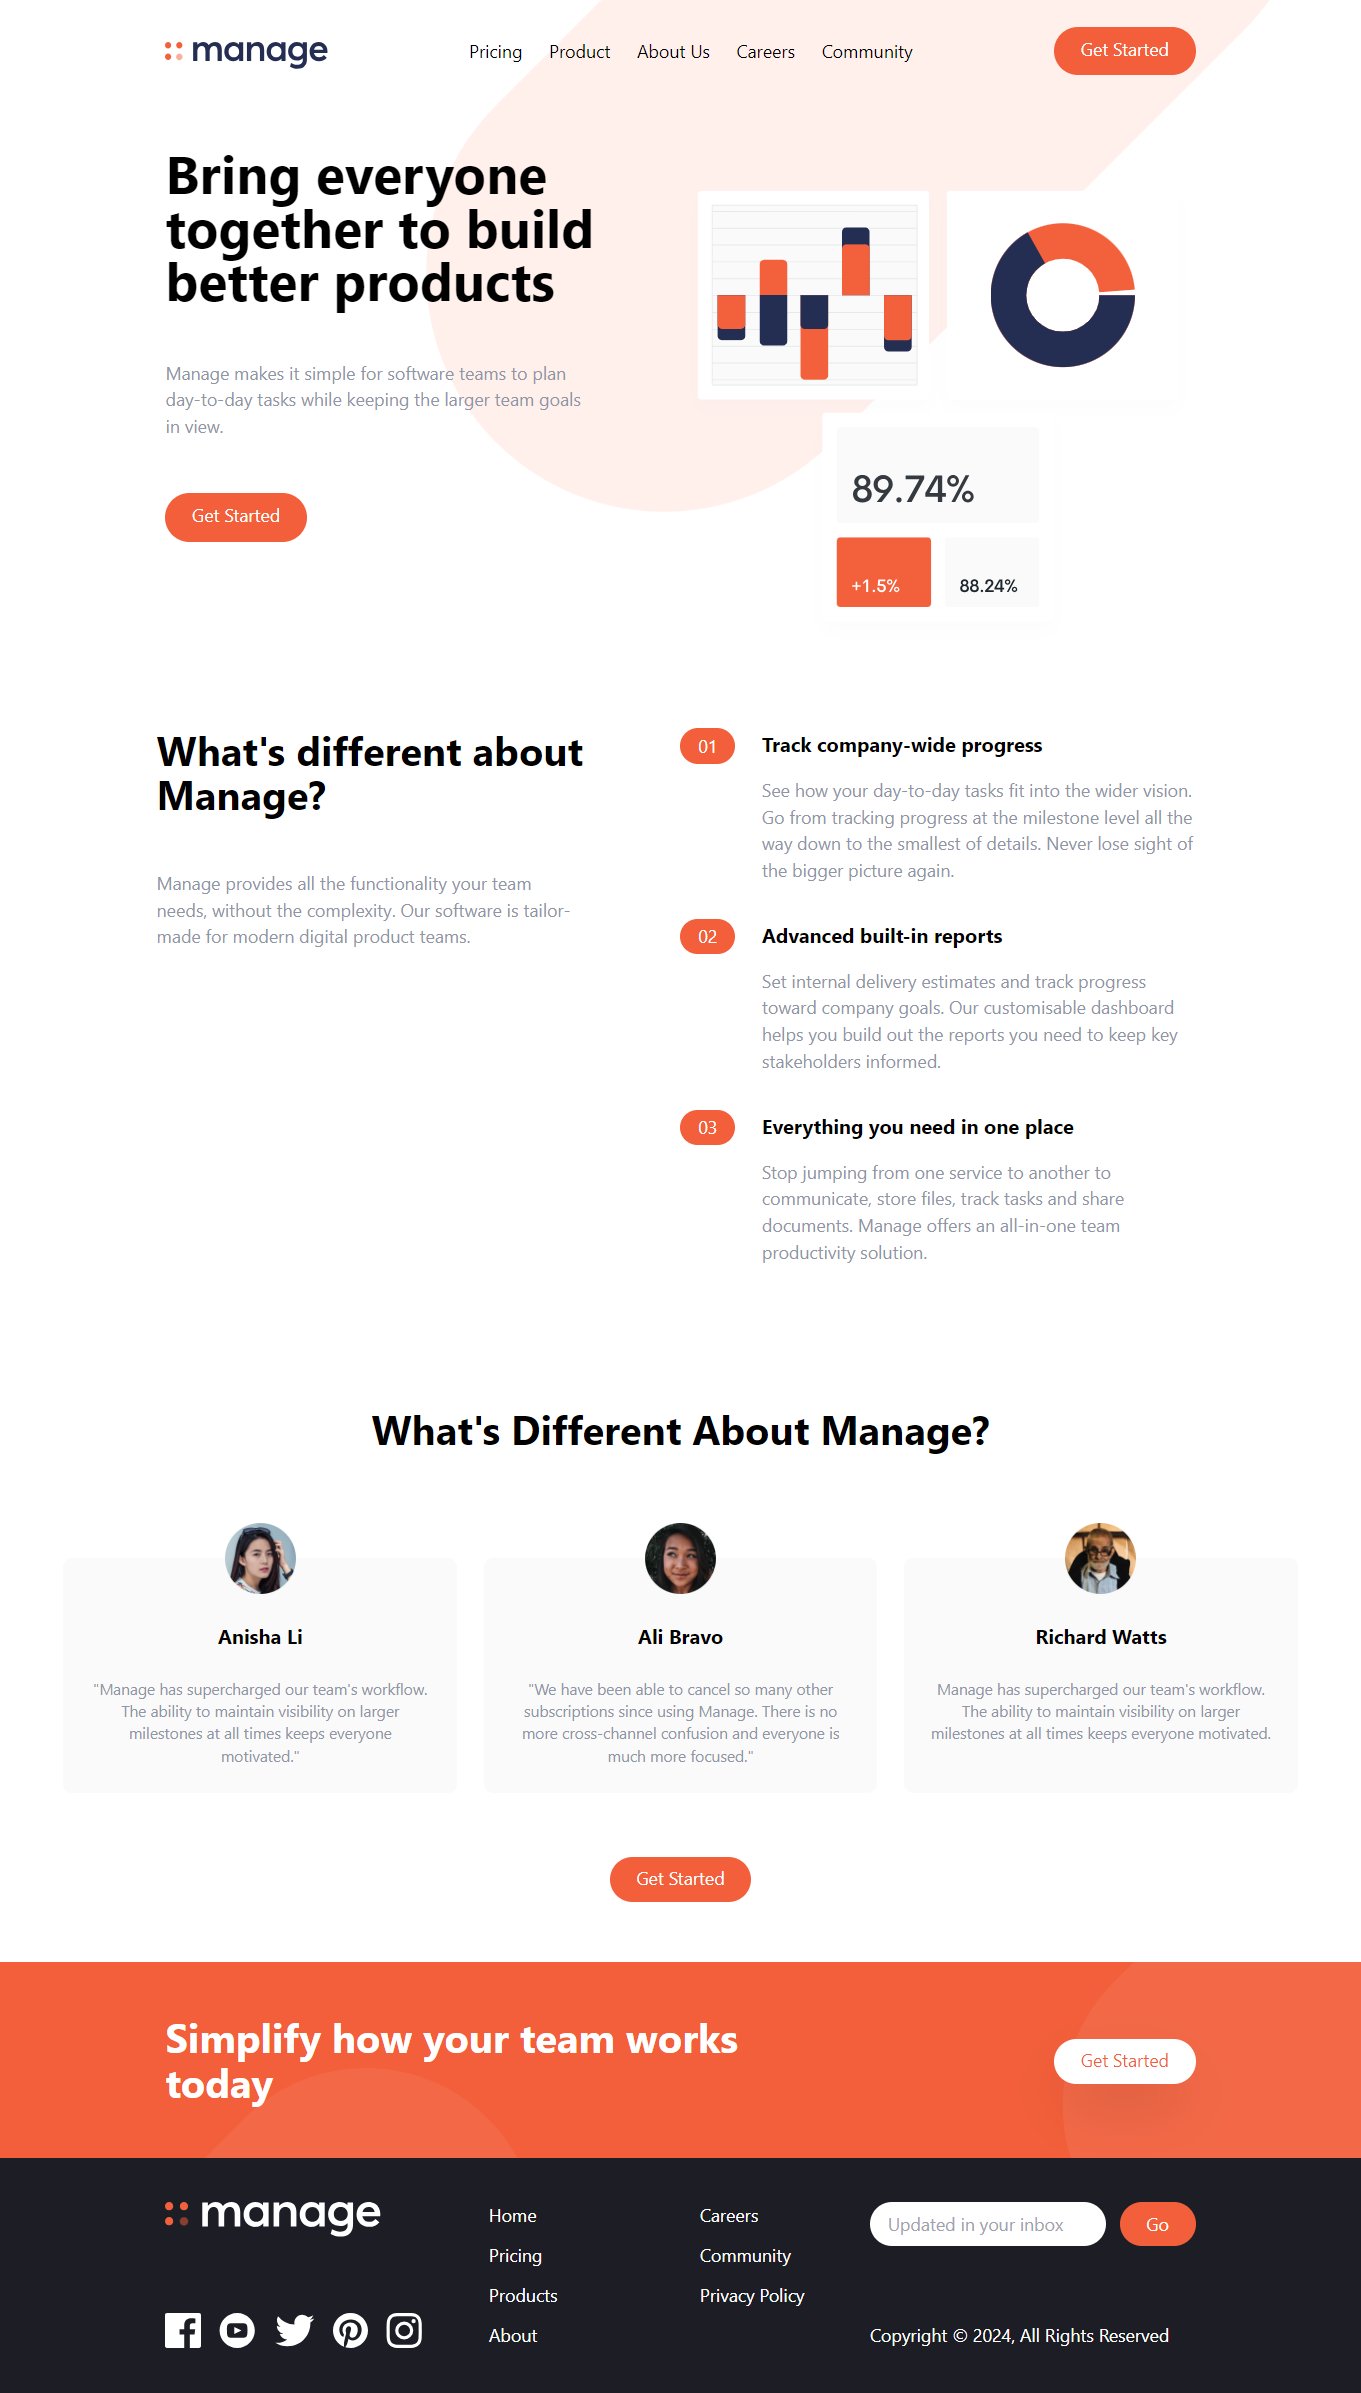 manage
Pricing Product About Us Careers Community
Get Started
Bring everyone
together to build
better products
Manage makes it simple for software teams to plan
day-to-day tasks while keeping the larger team goals
in view.
Get Started
89.74%
+1.5%
88.24%
What's different about
Manage?
Manage provides all the functionality your team
needs, without the complexity. Our software is tailor-
made for modern digital product teams.
01 Track company-wide progress
See how your day-to-day tasks fit into the wider vision.
Go from tracking progress at the milestone level all the
way down to the smallest of details. Never lose sight of
the bigger picture again.
02 Advanced built-in reports
Set internal delivery estimates and track progress
toward company goals. Our customisable dashboard
helps you build out the reports you need to keep key
stakeholders informed.
03 Everything you need in one place
Stop jumping from one service to another to
communicate, store files, track tasks and share
documents. Manage offers an all-in-one team
productivity solution.
What's Different About Manage?
Anisha Li
"Manage has supercharged our team's workflow.
The ability to maintain visibility on larger
milestones at all times keeps everyone
motivated."
Ali Bravo
"We have been able to cancel so many other
subscriptions since using Manage. There is no
more cross-channel confusion and everyone is
much more focused."
Richard Watts
Manage has supercharged our team's workflow.
The ability to maintain visibility on larger
milestones at all times keeps everyone motivated.
Get Started
Simplify how your team works
today
Get Started
manage
Home
Pricing
Products
About
Careers
Community
Privacy Policy
Updated in your inbox
Go
Copyright © 2024, All Rights Reserved